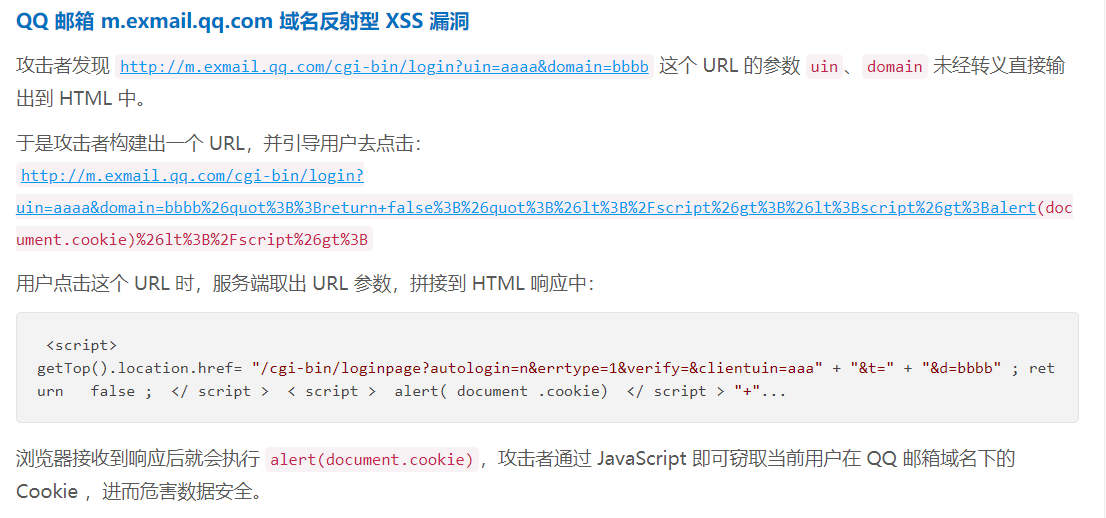 QQ 邮箱 m.exmail.qq.com 域名反射型 XSS 漏洞
攻击者发现 http://m.exmail.qq.com/cgi-bin/login?uin=aaaa&domain=bbbb 这个 URL 的参数 uin、domain 未经转义直接输
出到 HTML 中。
于是攻击者构建出一个 URL，并引导用户去点击：
http://m.exmail.qq.com/cgi-bin/login?
uin=aaaa&domain=bbbb%26quot%3B%3Breturn+false%3B%26quot%3B%26lt%3B%2Fscript%26gt%3B%26lt%3Bscript%26gt%3Balert(doc
ument.cookie)%26lt%3B%2Fscript%26gt%3B
用户点击这个 URL 时，服务端取出 URL 参数，拼接到 HTML 响应中：
<script>
getTop().location.href= "/cgi-bin/loginpage?autologin=n&errtype=1&verify=&clientuin=aaa" + "&t=" + "&d=bbbb" ; ret
urn   false ;  </ script >  < script >  alert( document .cookie)  </ script > "+"...
浏览器接收到响应后就会执行 alert(document.cookie)，攻击者通过 JavaScript 即可窃取当前用户在 QQ 邮箱域名下的
Cookie ，进而危害数据安全。